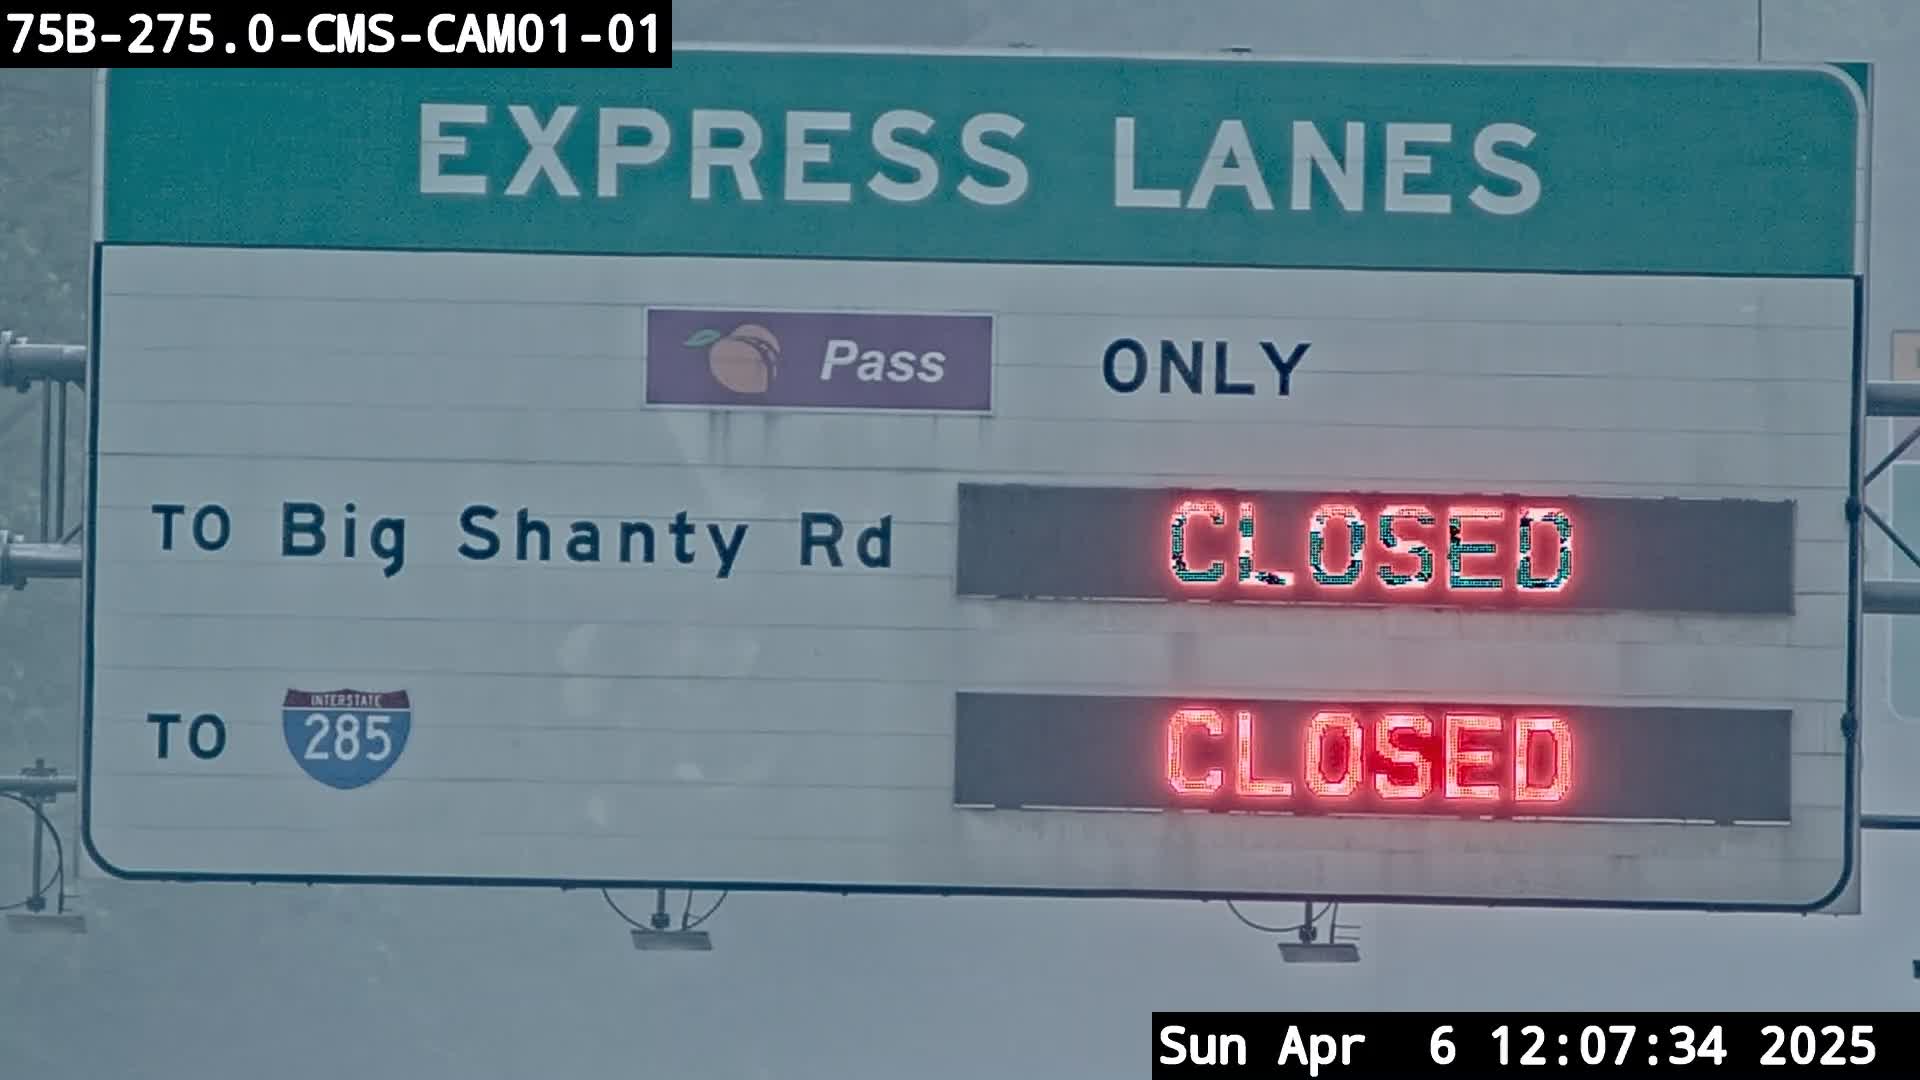 75B-275.0-CMS-CAM01-01
EXPRESS LANES
Pass ONLY
TO Big Shanty Rd CLOSED
INTERSTATE
TO 285 CLOSED
Sun Apr 6 12:07:34 2025